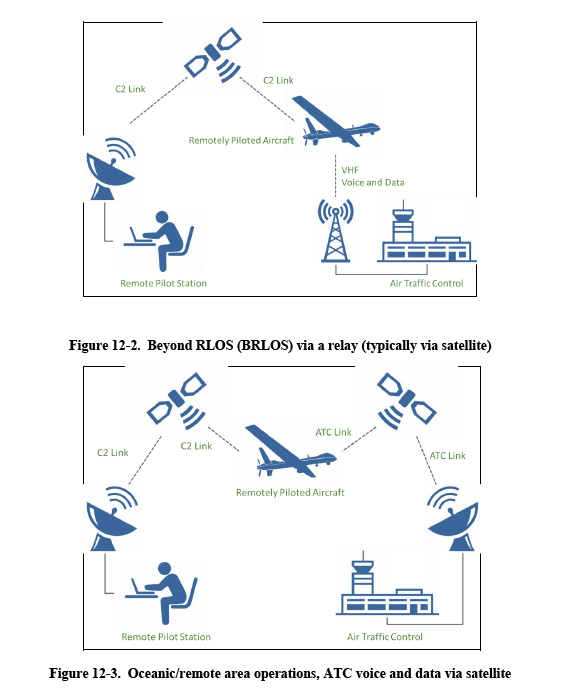 C2 Link
C2 Link
Remotely Piloted Aircraft
VHF
Voice and Data
Remote Pilot Station
Air Traffic Control
Figure 12-2. Beyond RLOS (BRLOS) via a relay (typically via satellite)
C2 Link
C2 Link
ATC Link
ATC Link
Remotely Piloted Aircraft
Remote Pilot Station
Air Traffic Control
Figure 12-3. Oceanic/remote area operations, ATC voice and data via satellite